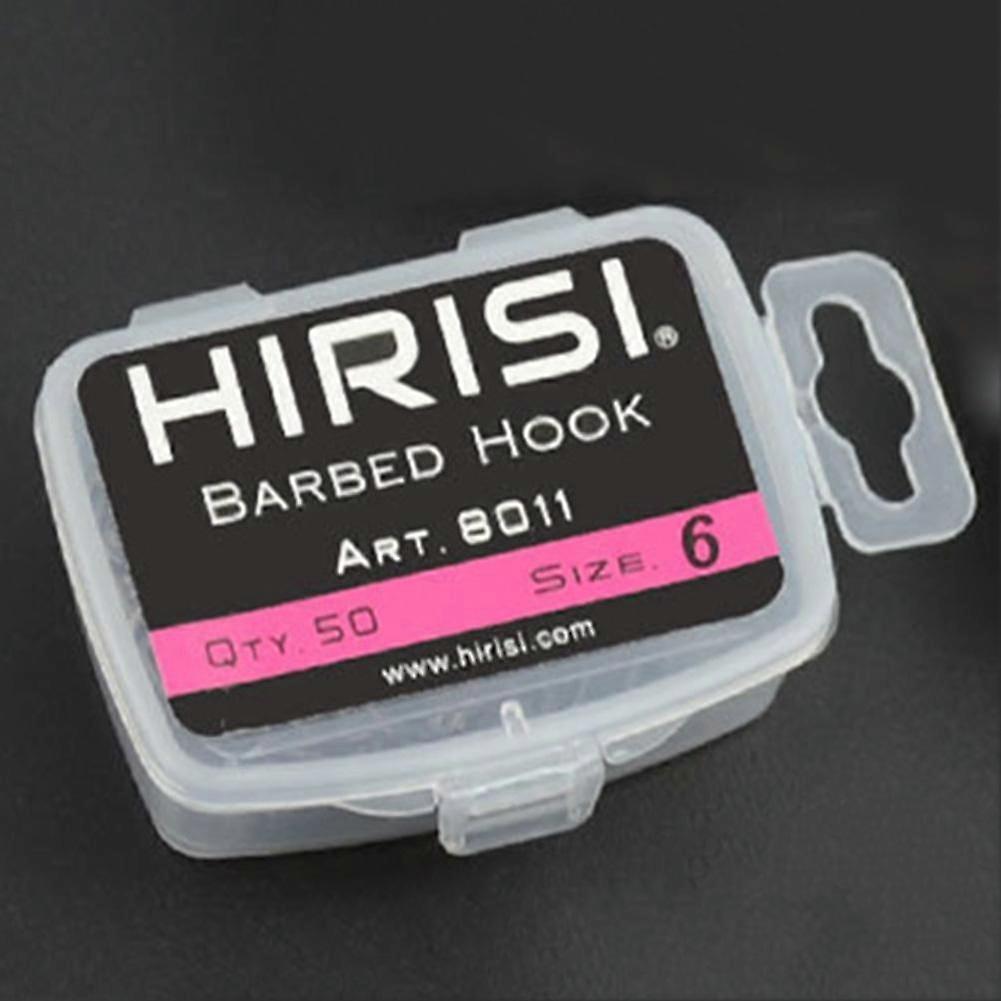 HIRISI®
BARBED HOOK
ART. 8011
QTY. 50 SIZE. 6
www.hirisi.com